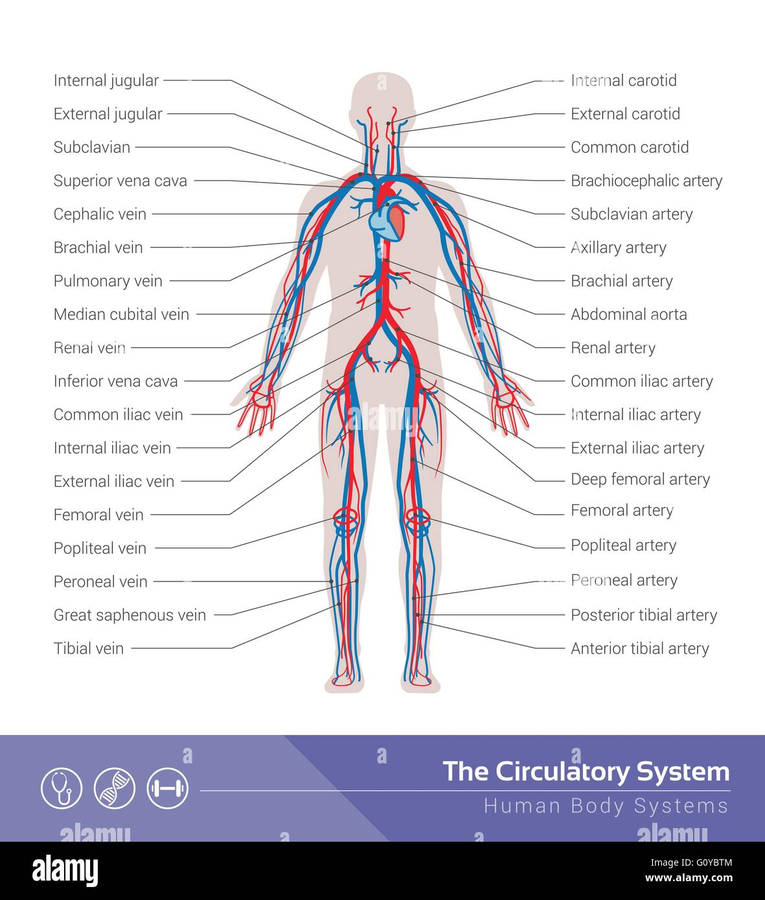 Internal jugular
External jugular
Subclavian
Superior vena cava
Cephalic vein
Brachial vein
Pulmonary vein
Median cubital vein
Renal vein
Inferior vena cava
Common iliac vein
Internal iliac vein
External iliac vein
Femoral vein
Popliteal vein
Peroneal vein
Great saphenous vein
Tibial vein
Internal carotid
External carotid
Common carotid
Brachiocephalic artery
Subclavian artery
Axillary artery
Brachial artery
Abdominal aorta
Renal artery
Common iliac artery
Internal iliac artery
External iliac artery
Deep femoral artery
Femoral artery
Popliteal artery
Peroneal artery
Posterior tibial artery
Anterior tibial artery
alamy
The Circulatory System
Human Body Systems
alamy
alamy
alamy
Image ID: G0YBTM
www.alamy.com